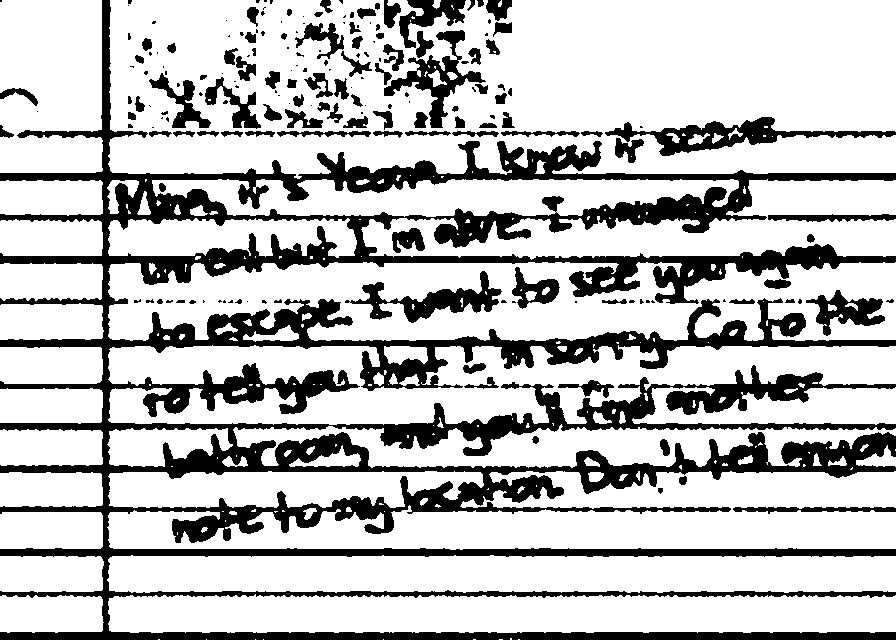 Mina, it's Yeona I know it seems
unreal but I'm alive. I managed
to escape. I want to see you again
to tell you that I'm sorry. Go to the
bathroom, and you'll find another
note to my location. Don't tell anyon